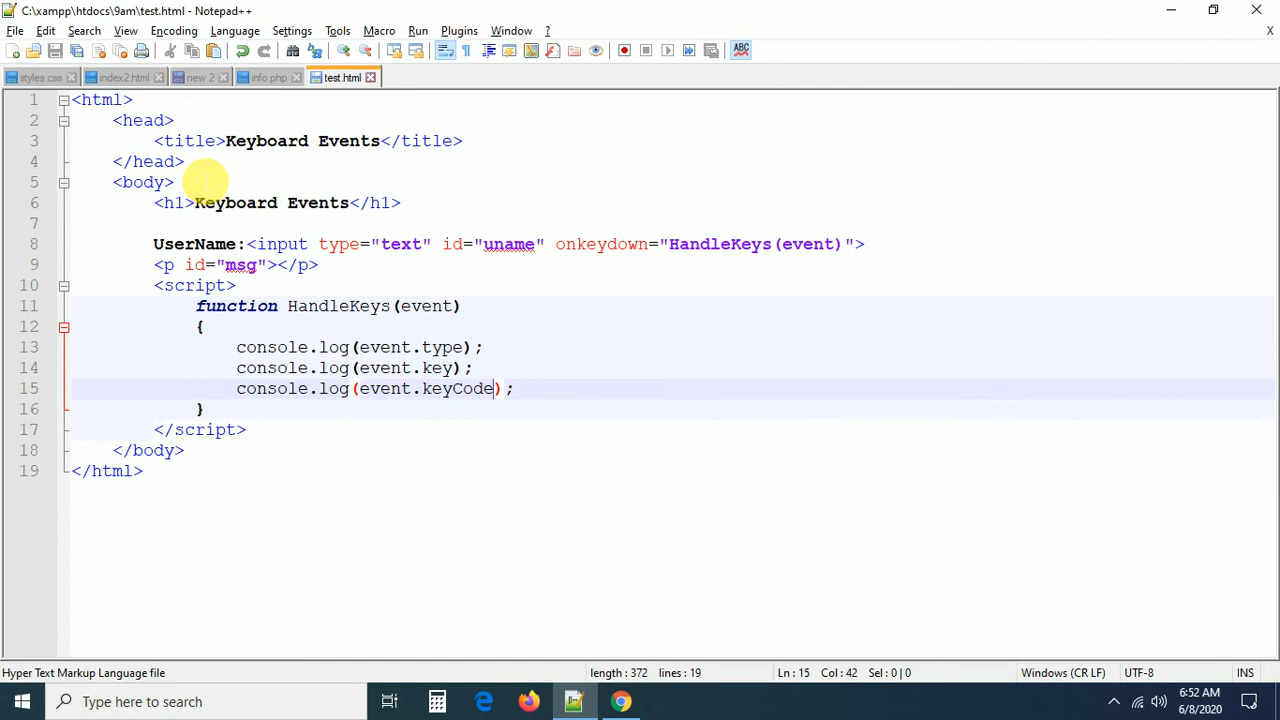 C:\xampp\htdocs\9am\test.html - Notepad++
File Edit Search View Encoding Language Settings Tools Macro Run Plugins Window ? X
ABC
styles.css index2.html new 2 info.php test.html
1 <html>
2 <head>
3 <title>Keyboard Events</title>
4 </head>
5 <body>
6 <h1>Keyboard Events</h1>
7
8 UserName:<input type="text" id="uname" onkeydown="HandleKeys(event)">
9 <p id="msg"></p>
10 <script>
11 function HandleKeys(event)
12 {
13 console.log(event.type);
14 console.log(event.key);
15 console.log(event.keyCode);
16 }
17 </script>
18 </body>
19 </html>
Hyper Text Markup Language file length : 372 lines : 19 Ln : 15 Col : 42 Sel : 0 | 0 Windows (CR LF) UTF-8 INS
Type here to search 6:52 AM
6/8/2020